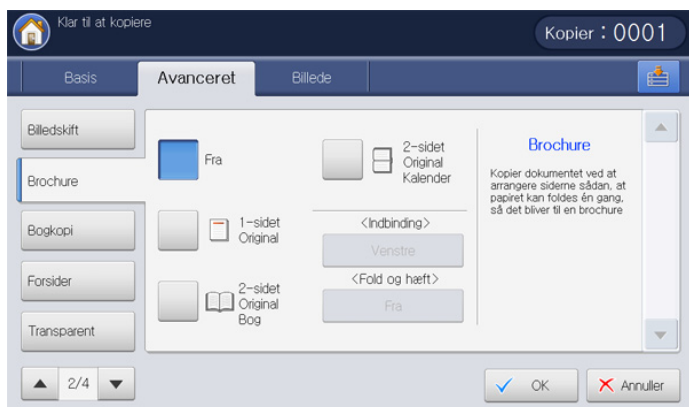 Klar til at kopiere
Kopier : 0001
Basis
Avanceret
Billede
Billedskift
Brochure
Bogkopi
Forsider
Transparent
2/4
Fra
1-sidet
Original
2-sidet
Original
Bog
2-sidet
Original
Kalender
<Indbinding>
Venstre
<Fold og hæft>
Fra
Brochure
Kopier dokumentet ved at
arrangere siderne sådan, at
papiret kan foldes én gang,
så det bliver til en brochure
OK
Annuller